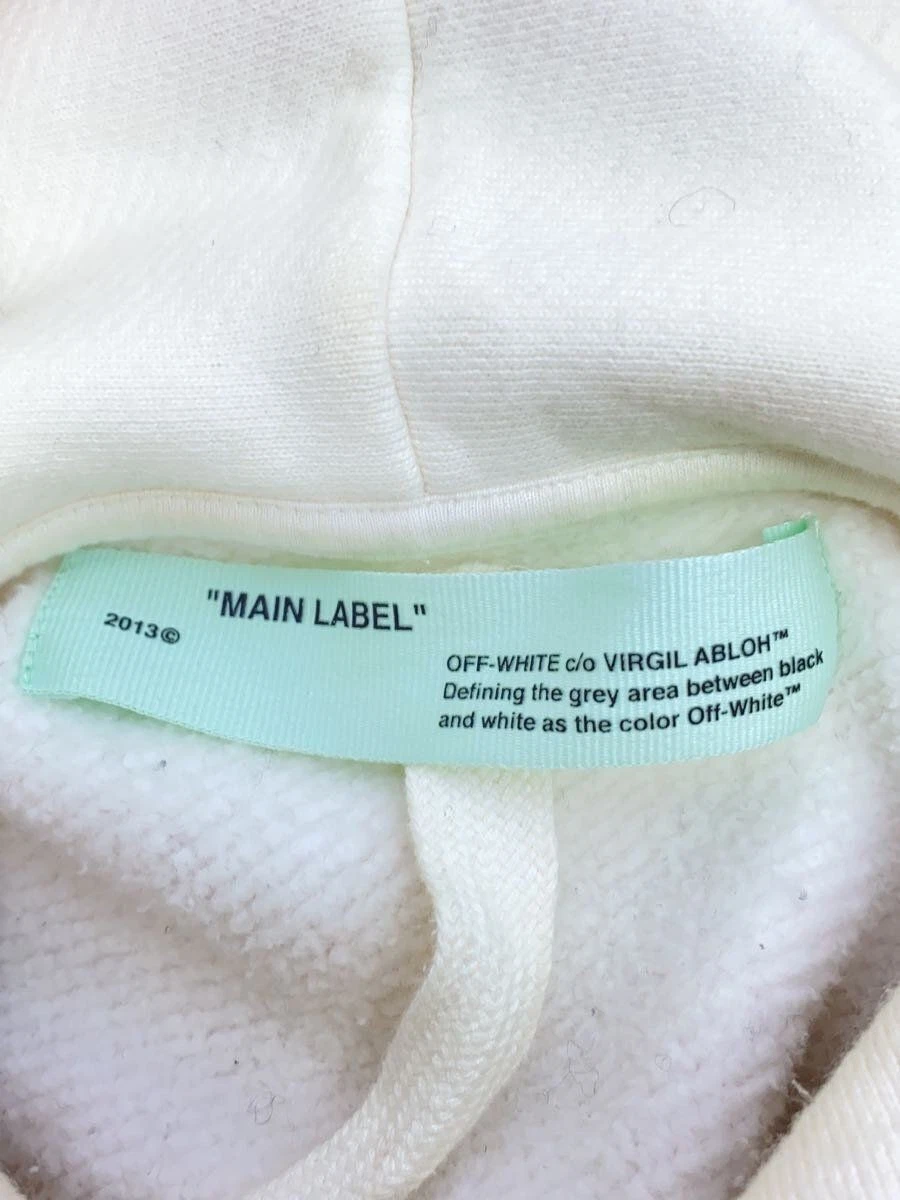 "MAIN LABEL"
2013©
OFF-WHITE c/o VIRGIL ABLOH™
Defining the grey area between black
and white as the color Off-White™